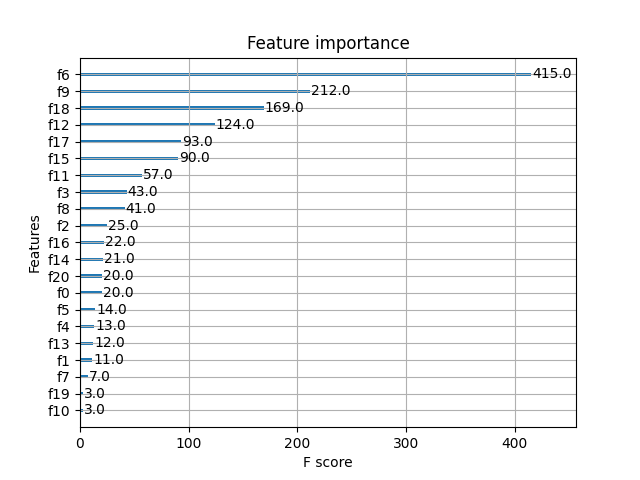 Feature importance
Features
f6 415.0
f9 212.0
f18 169.0
f12 124.0
f17 93.0
f15 90.0
f11 57.0
f3 43.0
f8 41.0
f2 25.0
f16 22.0
f14 21.0
f20 20.0
f0 20.0
f5 14.0
f4 13.0
f13 12.0
f1 11.0
f7 7.0
f19 3.0
f10 3.0
0 100 200 300 400
F score